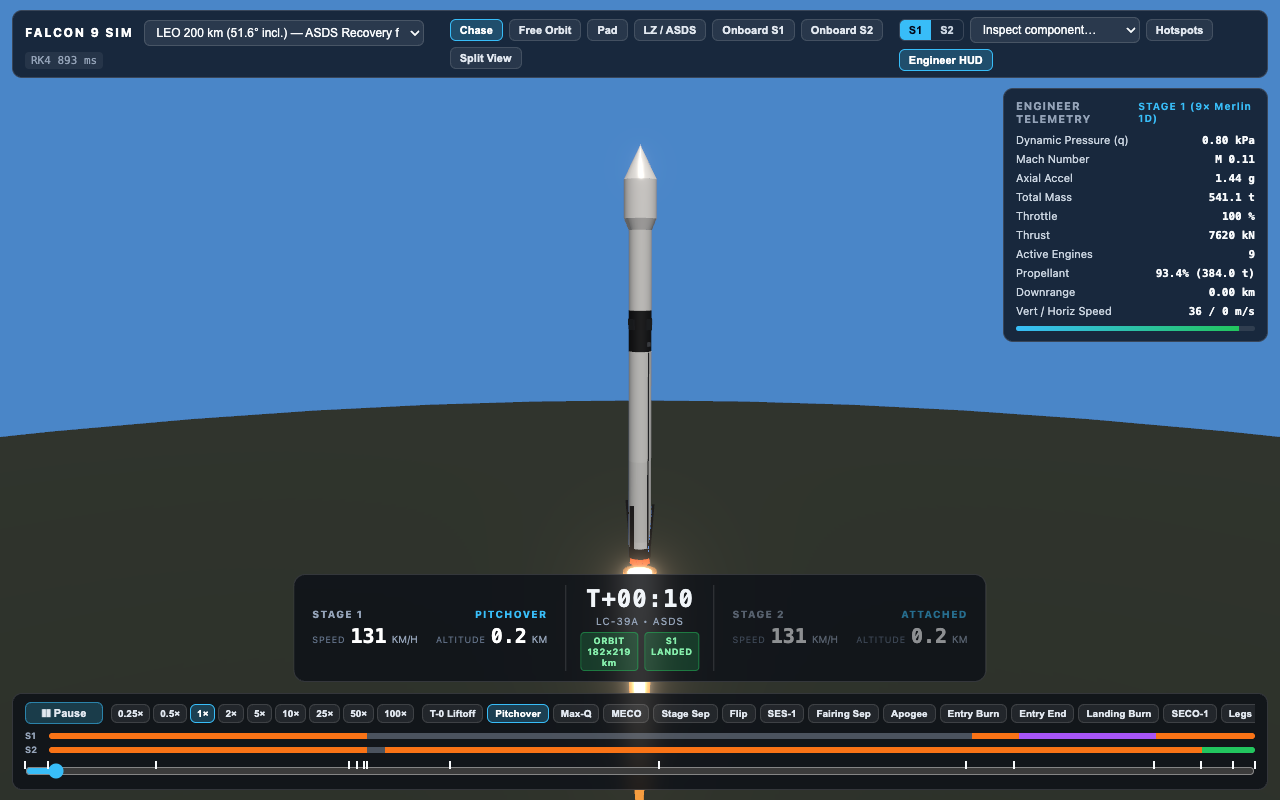 FALCON 9 SIM
LEO 200 km (51.6° incl.) — ASDS Recovery f
RK4 893 ms
Chase
Free Orbit
Pad
LZ / ASDS
Onboard S1
Onboard S2
Split View
S1
S2
Inspect component…
Hotspots
Engineer HUD
ENGINEER TELEMETRY
STAGE 1 (9× Merlin 1D)
Dynamic Pressure (q) 0.80 kPa
Mach Number M 0.11
Axial Accel 1.44 g
Total Mass 541.1 t
Throttle 100 %
Thrust 7620 kN
Active Engines 9
Propellant 93.4% (384.0 t)
Downrange 0.00 km
Vert / Horiz Speed 36 / 0 m/s
STAGE 1 PITCHOVER
SPEED 131 KM/H ALTITUDE 0.2 KM
T+00:10
LC-39A • ASDS
ORBIT
182×219
km
S1
LANDED
STAGE 2 ATTACHED
SPEED 131 KM/H ALTITUDE 0.2 KM
Pause
0.25×
0.5×
1×
2×
5×
10×
25×
50×
100×
T-0 Liftoff
Pitchover
Max-Q
MECO
Stage Sep
Flip
SES-1
Fairing Sep
Apogee
Entry Burn
Entry End
Landing Burn
SECO-1
Legs
S1
S2